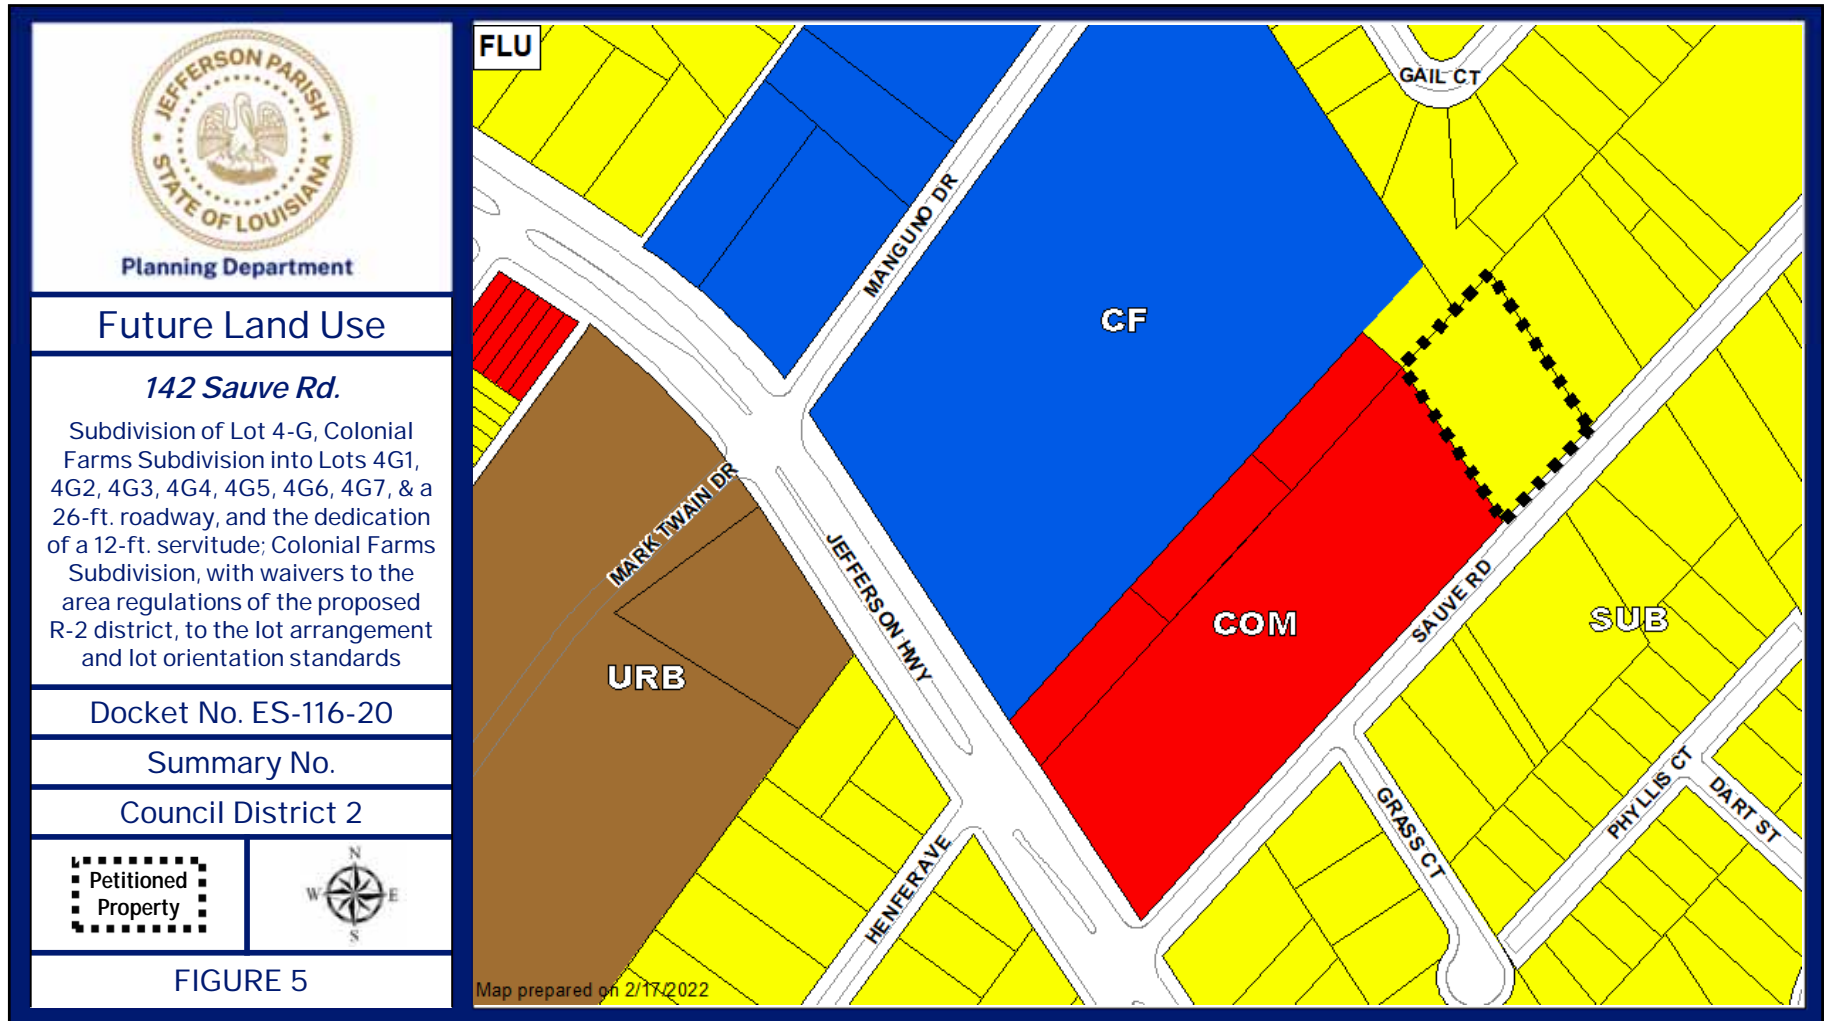 JEFFERSON PARISH
STATE OF LOUISIANA
Planning Department
Future Land Use
142 Sauve Rd.
Subdivision of Lot 4-G, Colonial
Farms Subdivision into Lots 4G1,
4G2, 4G3, 4G4, 4G5, 4G6, 4G7, & a
26-ft. roadway, and the dedication
of a 12-ft. servitude; Colonial Farms
Subdivision, with waivers to the
area regulations of the proposed
R-2 district, to the lot arrangement
and lot orientation standards
Docket No. ES-116-20
Summary No.
Council District 2
Petitioned
Property
N
W
E
S
FIGURE 5
FLU
GAIL CT
MANGUNO DR
CF
MARK TWAIN DR
JEFFERSON HWY
COM
SAUVE RD
SUB
URB
PHYLLIS CT
DART ST
GRASS CT
HENFER AVE
Map prepared on 2/17/2022